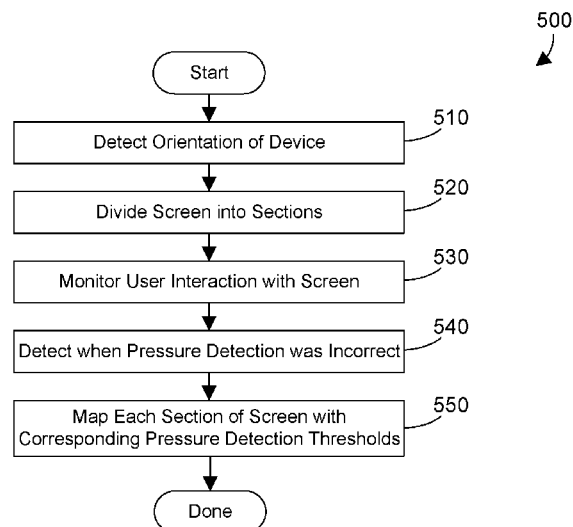 500
Start
510
Detect Orientation of Device
520
Divide Screen into Sections
530
Monitor User Interaction with Screen
540
Detect when Pressure Detection was Incorrect
550
Map Each Section of Screen with
Corresponding Pressure Detection Thresholds
Done